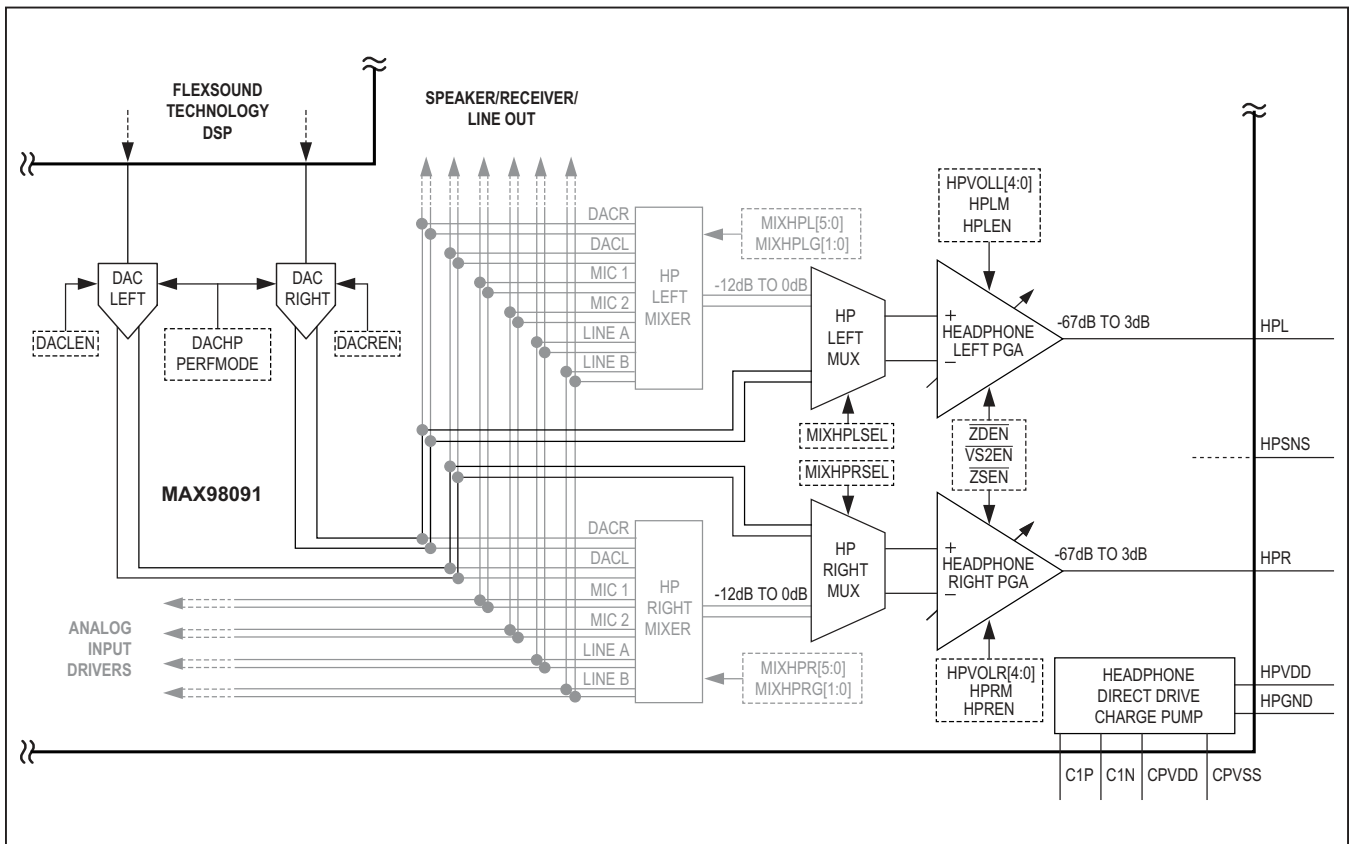 FLEXSOUND
TECHNOLOGY
DSP
SPEAKER/RECEIVER/
LINE OUT
DAC
LEFT
DAC
RIGHT
DACLEN
DACHP
PERFMODE
DACREN
MAX98091
DACR
DACL
MIC 1
MIC 2
LINE A
LINE B
HP
LEFT
MIXER
MIXHPL[5:0]
MIXHPLG[1:0]
-12dB TO 0dB
HP
LEFT
MUX
MIXHPLSEL
HPVOLL[4:0]
HPLM
HPLEN
+
HEADPHONE
LEFT PGA
−
-67dB TO 3dB
HPL
ZDEN
VS2EN
ZSEN
HPSNS
MIXHPRSEL
DACR
DACL
MIC 1
MIC 2
LINE A
LINE B
HP
RIGHT
MIXER
MIXHPR[5:0]
MIXHPRG[1:0]
-12dB TO 0dB
HP
RIGHT
MUX
+
HEADPHONE
RIGHT PGA
−
-67dB TO 3dB
HPR
HPVOLR[4:0]
HPRM
HPREN
ANALOG
INPUT
DRIVERS
HEADPHONE
DIRECT DRIVE
CHARGE PUMP
HPVDD
HPGND
C1P
C1N
CPVDD
CPVSS